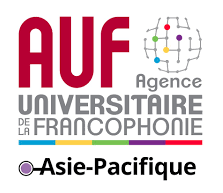 AUF
Agence
UNIVERSITAIRE
DE LA FRANCOPHONIE
Asie-Pacifique